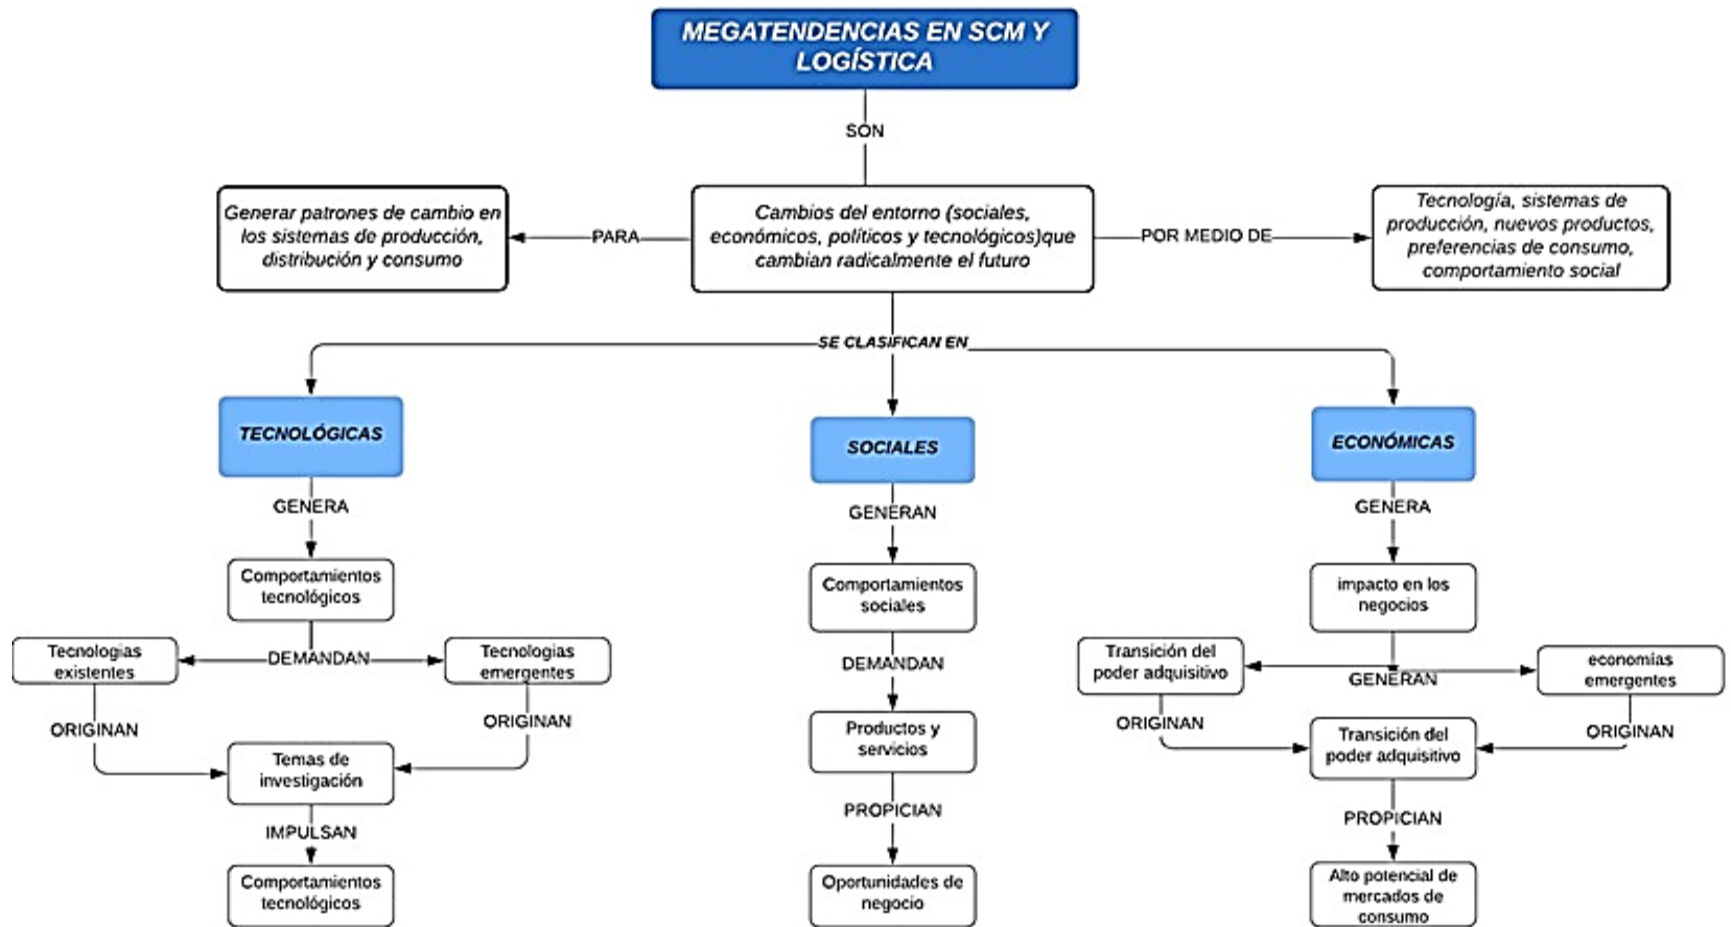 MEGATENDENCIAS EN SCM Y
LOGÍSTICA
SON
Generar patrones de cambio en
los sistemas de producción,
distribución y consumo
PARA
Cambios del entorno (sociales,
económicos, políticos y tecnológicos)que
cambian radicalmente el futuro
POR MEDIO DE
Tecnología, sistemas de
producción, nuevos productos,
preferencias de consumo,
comportamiento social
SE CLASIFICAN EN
TECNOLÓGICAS
GENERA
Comportamientos
tecnológicos
DEMANDAN
Tecnologias
existentes
Tecnologias
emergentes
ORIGINAN
ORIGINAN
Temas de
investigación
IMPULSAN
Comportamientos
tecnológicos
SOCIALES
GENERAN
Comportamientos
sociales
DEMANDAN
Productos y
servicios
PROPICIAN
Oportunidades de
negocio
ECONÓMICAS
GENERA
impacto en los
negocios
GENERAN
Transición del
poder adquisitivo
economías
emergentes
ORIGINAN
ORIGINAN
Transición del
poder adquisitivo
PROPICIAN
Alto potencial de
mercados de
consumo